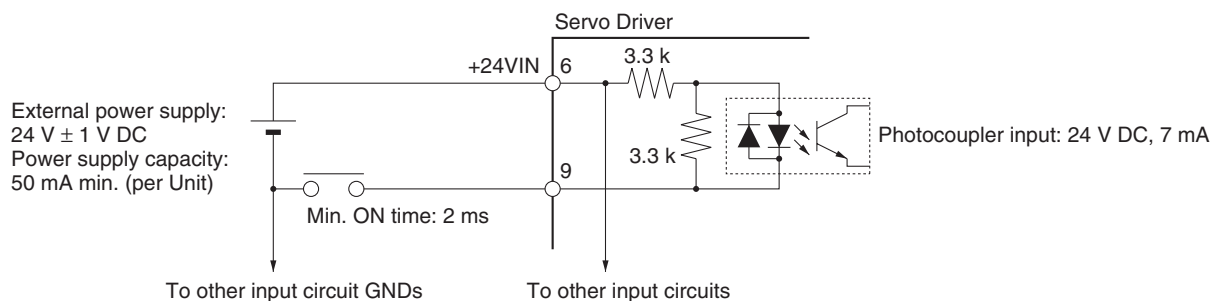 Servo Driver
+24VIN
6
3.3 k
External power supply:
24 V ± 1 V DC
Power supply capacity:
50 mA min. (per Unit)
3.3 k
Photocoupler input: 24 V DC, 7 mA
9
Min. ON time: 2 ms
To other input circuit GNDs
To other input circuits